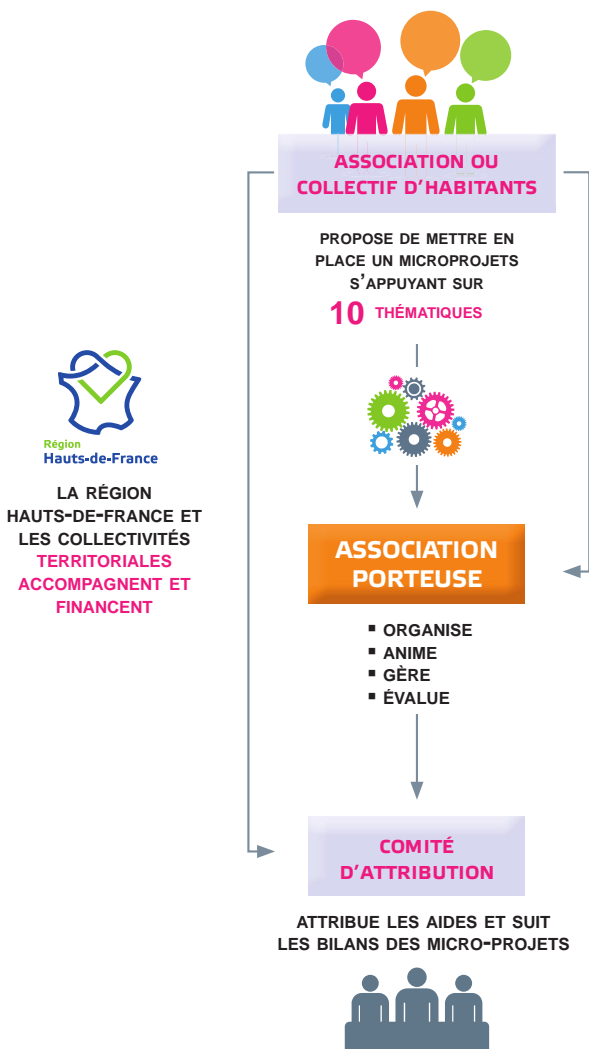 ASSOCIATION OU
COLLECTIF D'HABITANTS
PROPOSE DE METTRE EN
PLACE UN MICROPROJETS
S'APPUYANT SUR
10 THÉMATIQUES
Région
Hauts-de-France
LA RÉGION
HAUTS-DE-FRANCE ET
LES COLLECTIVITÉS
TERRITORIALES
ACCOMPAGNENT ET
FINANCENT
ASSOCIATION
PORTEUSE
▪ ORGANISE
▪ ANIME
▪ GÈRE
▪ ÉVALUE
COMITÉ
D'ATTRIBUTION
ATTRIBUE LES AIDES ET SUIT
LES BILANS DES MICRO-PROJETS